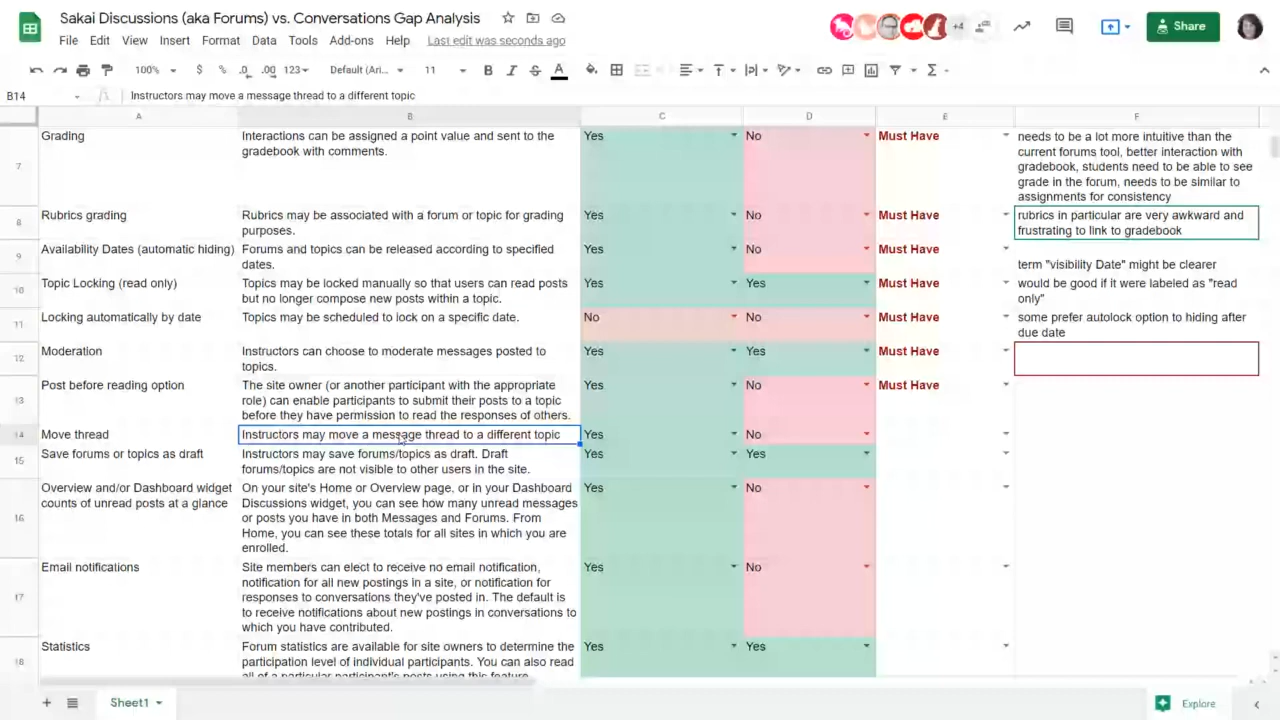 Sakai Discussions (aka Forums) vs. Conversations Gap Analysis
+4
Share
File Edit View Insert Format Data Tools Add-ons Help Last edit was seconds ago
100% $ % .0 .00 123 Default (Ari... 11 B I S A
B14 fx Instructors may move a message thread to a different topic
A B C D E F
7 Grading Interactions can be assigned a point value and sent to the gradebook with comments. Yes No Must Have needs to be a lot more intuitive than the
current forums tool, better interaction with
gradebook, students need to be able to see
grade in the forum, needs to be similar to
assignments for consistency
8 Rubrics grading Rubrics may be associated with a forum or topic for grading Yes No Must Have rubrics in particular are very awkward and
purposes. frustrating to link to gradebook
9 Availability Dates (automatic hiding) Forums and topics can be released according to specified Yes No Must Have
dates. term "visibility Date" might be clearer
10 Topic Locking (read only) Topics may be locked manually so that users can read posts Yes Yes Must Have would be good if it were labeled as "read
but no longer compose new posts within a topic. only"
11 Locking automatically by date Topics may be scheduled to lock on a specific date. No No Must Have some prefer autolock option to hiding after
due date
12 Moderation Instructors can choose to moderate messages posted to Yes Yes Must Have
topics.
13 Post before reading option The site owner (or another participant with the appropriate Yes No Must Have
role) can enable participants to submit their posts to a topic
before they have permission to read the responses of others.
14 Move thread Instructors may move a message thread to a different topic Yes No
15 Save forums or topics as draft Instructors may save forums/topics as draft. Draft Yes Yes
forums/topics are not visible to other users in the site.
16 Overview and/or Dashboard widget On your site's Home or Overview page, or in your Dashboard Yes No
counts of unread posts at a glance Discussions widget, you can see how many unread messages
or posts you have in both Messages and Forums. From
Home, you can see these totals for all sites in which you are
enrolled.
17 Email notifications Site members can elect to receive no email notification, Yes No
notification for all new postings in a site, or notification for
responses to conversations they've posted in. The default is
to receive notifications about new postings in conversations to
which you have contributed.
18 Statistics Forum statistics are available for site owners to determine the Yes Yes
participation level of individual participants. You can also read
all of a particular participant's posts using this feature.
Sheet1 Explore